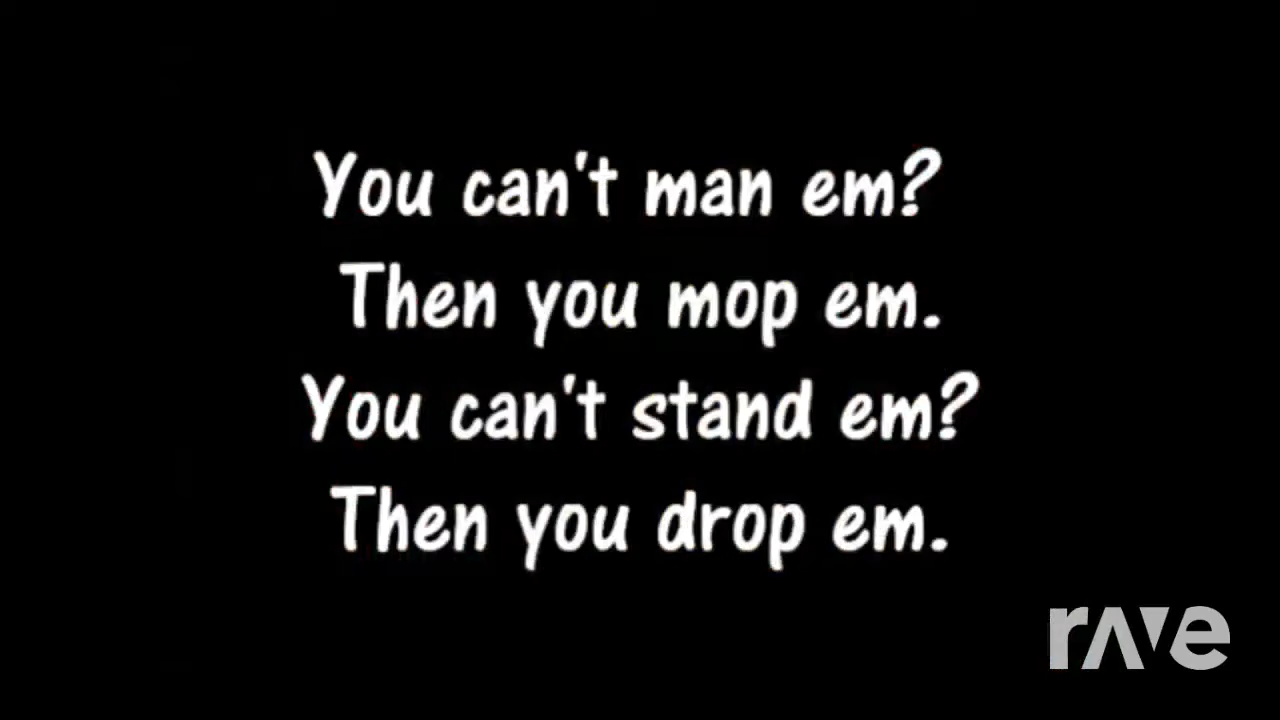 You can't man em?
Then you mop em.
You can't stand em?
Then you drop em.
rave